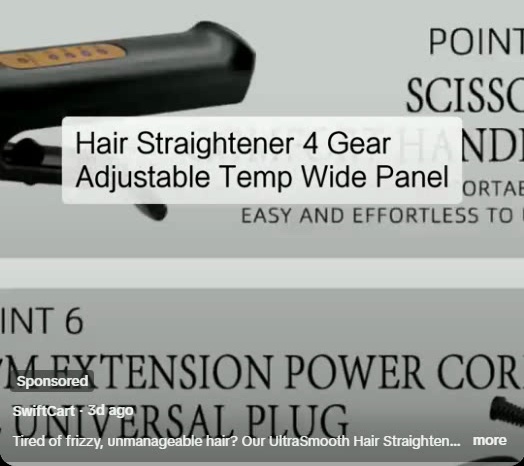 POINT
SCISSO
HANDL
Hair Straightener 4 Gear
Adjustable Temp Wide Panel
ORTAB
EASY AND EFFORTLESS TO
INT 6
M EXTENSION POWER COR
Sponsored
SwiftCart · 3d ago
UNIVERSAL PLUG
Tired of frizzy, unmanageable hair? Our UltraSmooth Hair Straighten... more